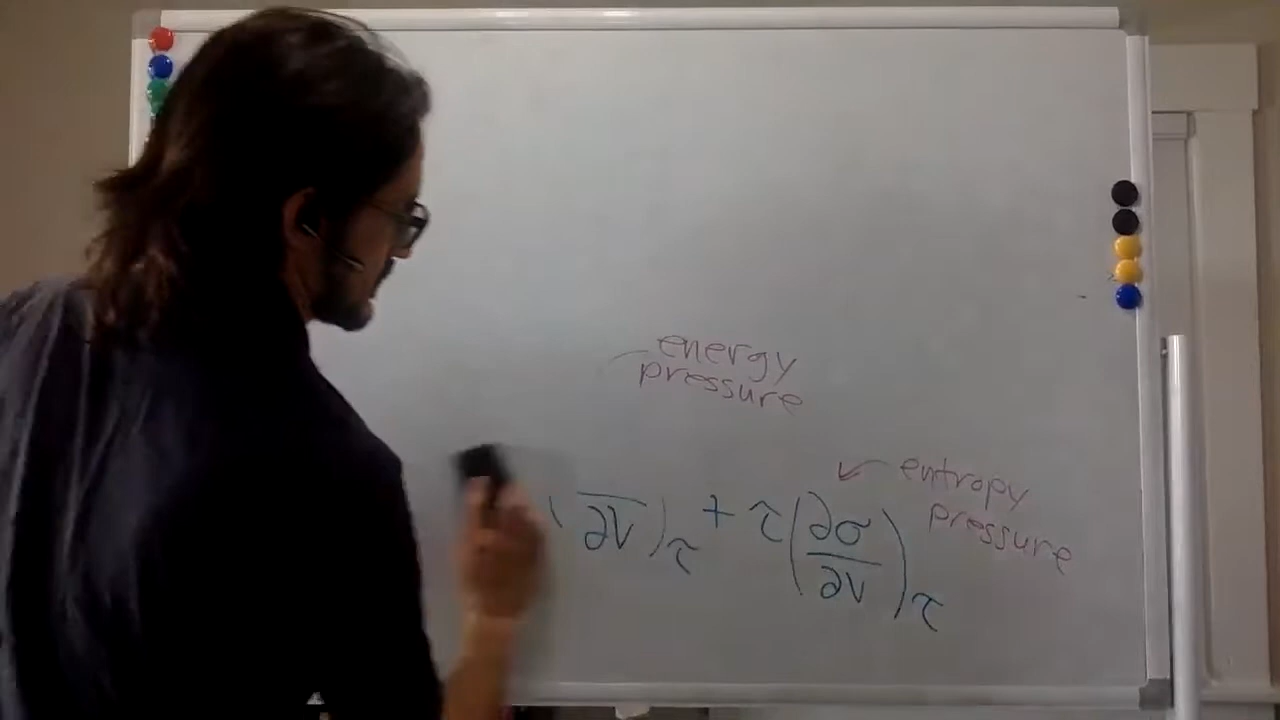 energy
pressure
entropy
pressure
∂V)τ + τ(∂σ/∂V)τ